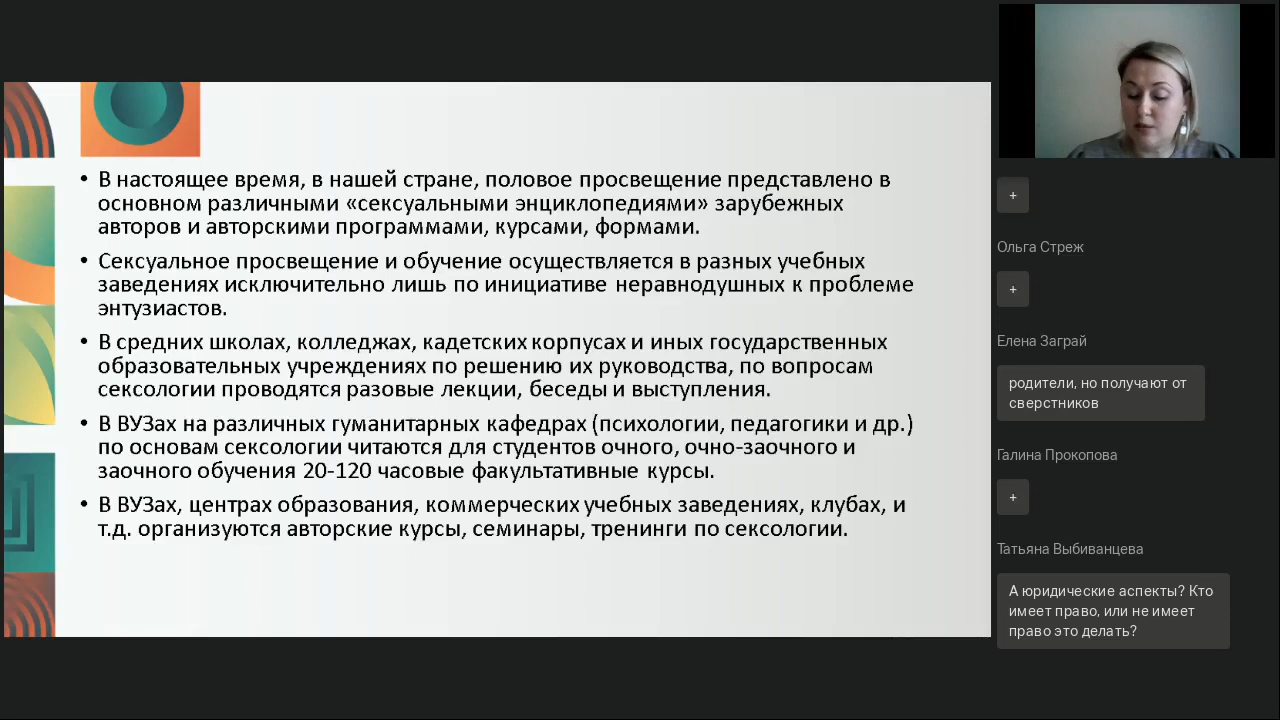 • В настоящее время, в нашей стране, половое просвещение представлено в
основном различными «сексуальными энциклопедиями» зарубежных
авторов и авторскими программами, курсами, формами.
• Сексуальное просвещение и обучение осуществляется в разных учебных
заведениях исключительно лишь по инициативе неравнодушных к проблеме
энтузиастов.
• В средних школах, колледжах, кадетских корпусах и иных государственных
образовательных учреждениях по решению их руководства, по вопросам
сексологии проводятся разовые лекции, беседы и выступления.
• В ВУЗах на различных гуманитарных кафедрах (психологии, педагогики и др.)
по основам сексологии читаются для студентов очного, очно-заочного и
заочного обучения 20-120 часовые факультативные курсы.
• В ВУЗах, центрах образования, коммерческих учебных заведениях, клубах, и
т.д. организуются авторские курсы, семинары, тренинги по сексологии.
+
Ольга Стреж
+
Елена Заграй
родители, но получают от
сверстников
Галина Прокопова
+
Татьяна Выбиванцева
А юридические аспекты? Кто
имеет право, или не имеет
право это делать?